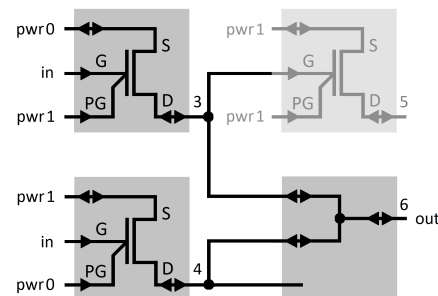 pwr0 S pwr1 S
in G G
pwr1 PG D 3 pwr1 PG D 5
pwr1 S 6
in G out
pwr0 PG D 4